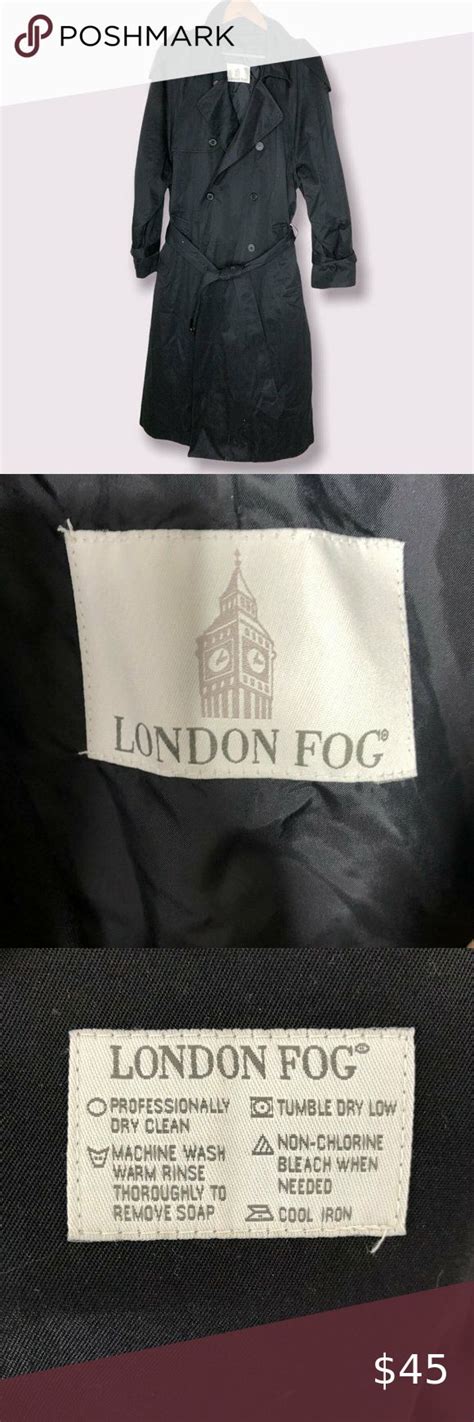 POSHMARK
LONDON FOG®
LONDON FOG®
PROFESSIONALLY
DRY CLEAN
MACHINE WASH
WARM RINSE
THOROUGHLY TO
REMOVE SOAP
TUMBLE DRY LOW
NON-CHLORINE
BLEACH WHEN
NEEDED
COOL IRON
$45